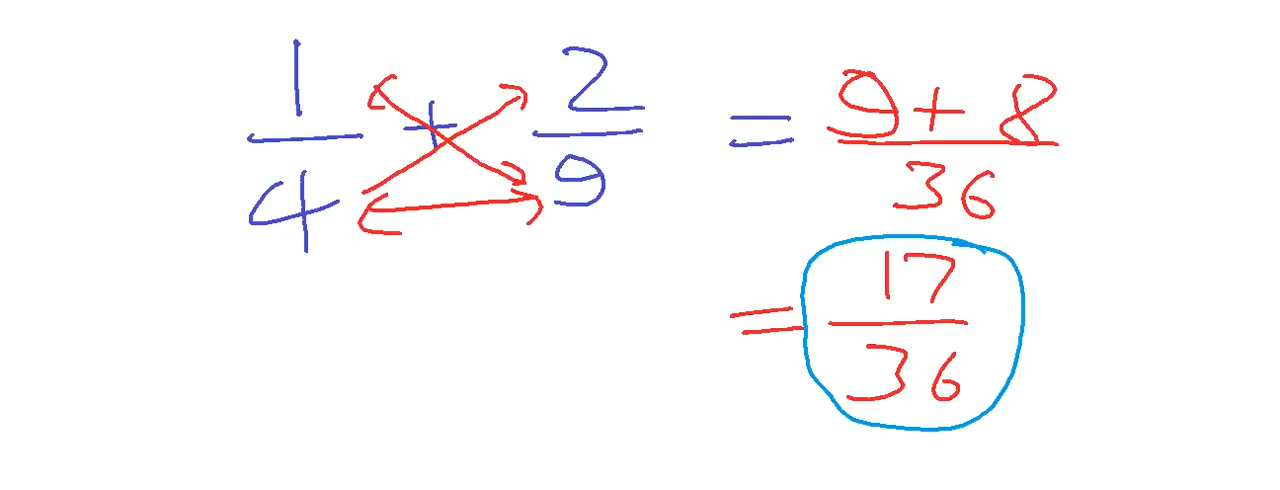 1/4 + 2/9 = 9+8/36
= 17/36